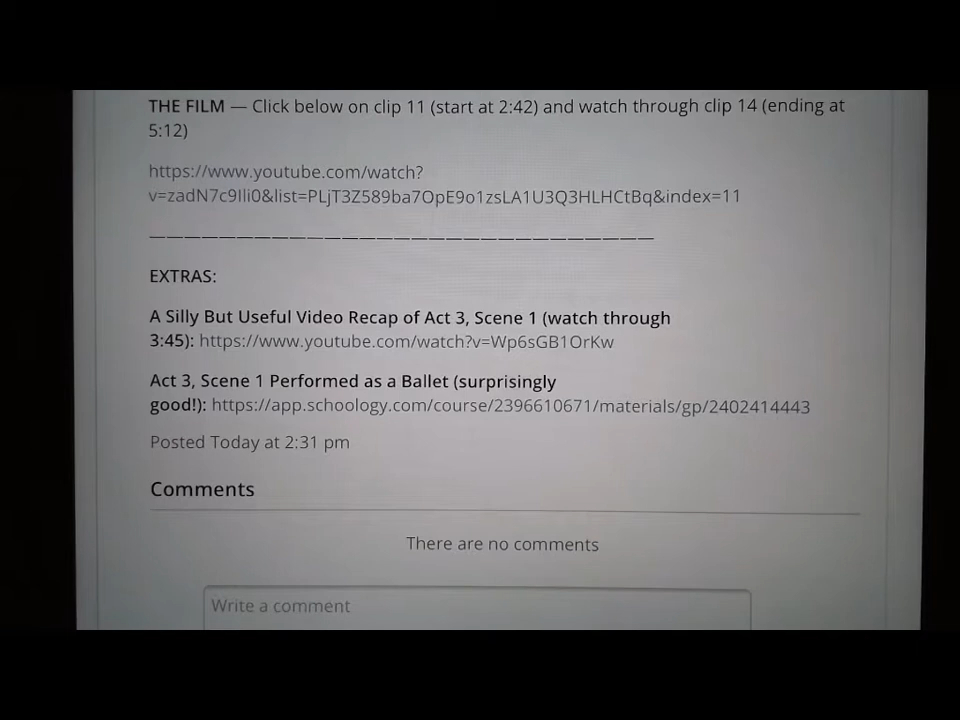 THE FILM — Click below on clip 11 (start at 2:42) and watch through clip 14 (ending at
5:12)
https://www.youtube.com/watch?
v=zadN7c9Ili0&list=PLjT3Z589ba7OpE9o1zsLA1U3Q3HLHCtBq&index=11
—————————————————————————————
EXTRAS:
A Silly But Useful Video Recap of Act 3, Scene 1 (watch through
3:45): https://www.youtube.com/watch?v=Wp6sGB1OrKw
Act 3, Scene 1 Performed as a Ballet (surprisingly
good!): https://app.schoology.com/course/2396610671/materials/gp/2402414443
Posted Today at 2:31 pm
Comments
There are no comments
Write a comment